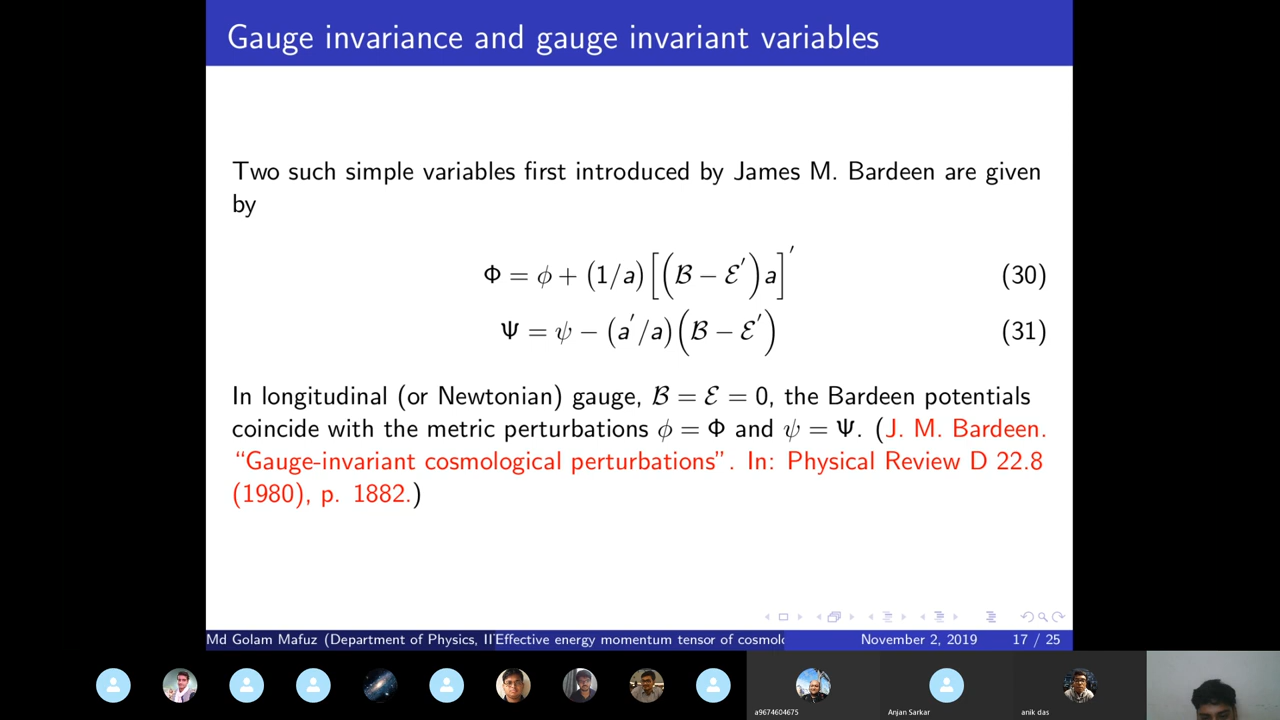 Gauge invariance and gauge invariant variables
Two such simple variables first introduced by James M. Bardeen are given
by
Φ = ϕ + (1/a)[(ℬ − ℰ′)a]′ (30)
Ψ = ψ − (a′/a)(ℬ − ℰ′) (31)
In longitudinal (or Newtonian) gauge, ℬ = ℰ = 0, the Bardeen potentials
coincide with the metric perturbations ϕ = Φ and ψ = Ψ. (J. M. Bardeen.
“Gauge-invariant cosmological perturbations”. In: Physical Review D 22.8
(1980), p. 1882.)
Md Golam Mafuz (Department of Physics, II Effective energy momentum tensor of cosmol November 2, 2019 17 / 25
a9674604675 Anjan Sarkar anik das